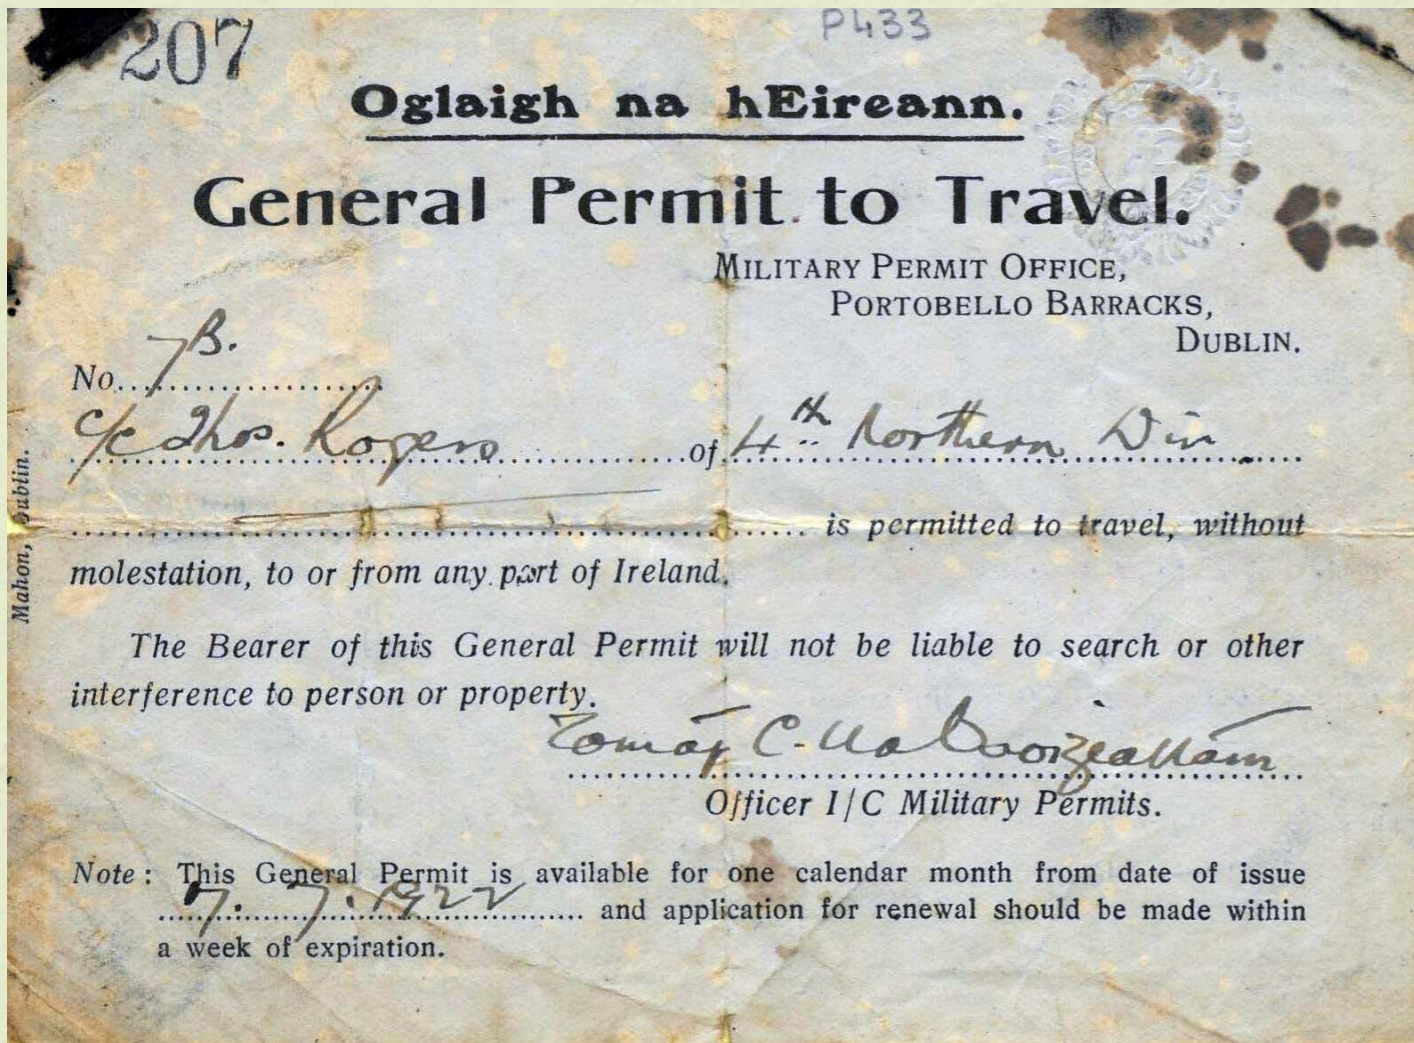 207
P433
Oglaigh na hEireann.
General Permit to Travel.
MILITARY PERMIT OFFICE,
PORTOBELLO BARRACKS,
DUBLIN.
No. 7B.
c/c Thos. Rogers of 4th Northern Div.
is permitted to travel, without
molestation, to or from any part of Ireland.
The Bearer of this General Permit will not be liable to search or other
interference to person or property.
Tomás C.
Officer I/C Military Permits.
Note: This General Permit is available for one calendar month from date of issue
7. 7. 1922 and application for renewal should be made within
a week of expiration.
Mahon, Dublin.